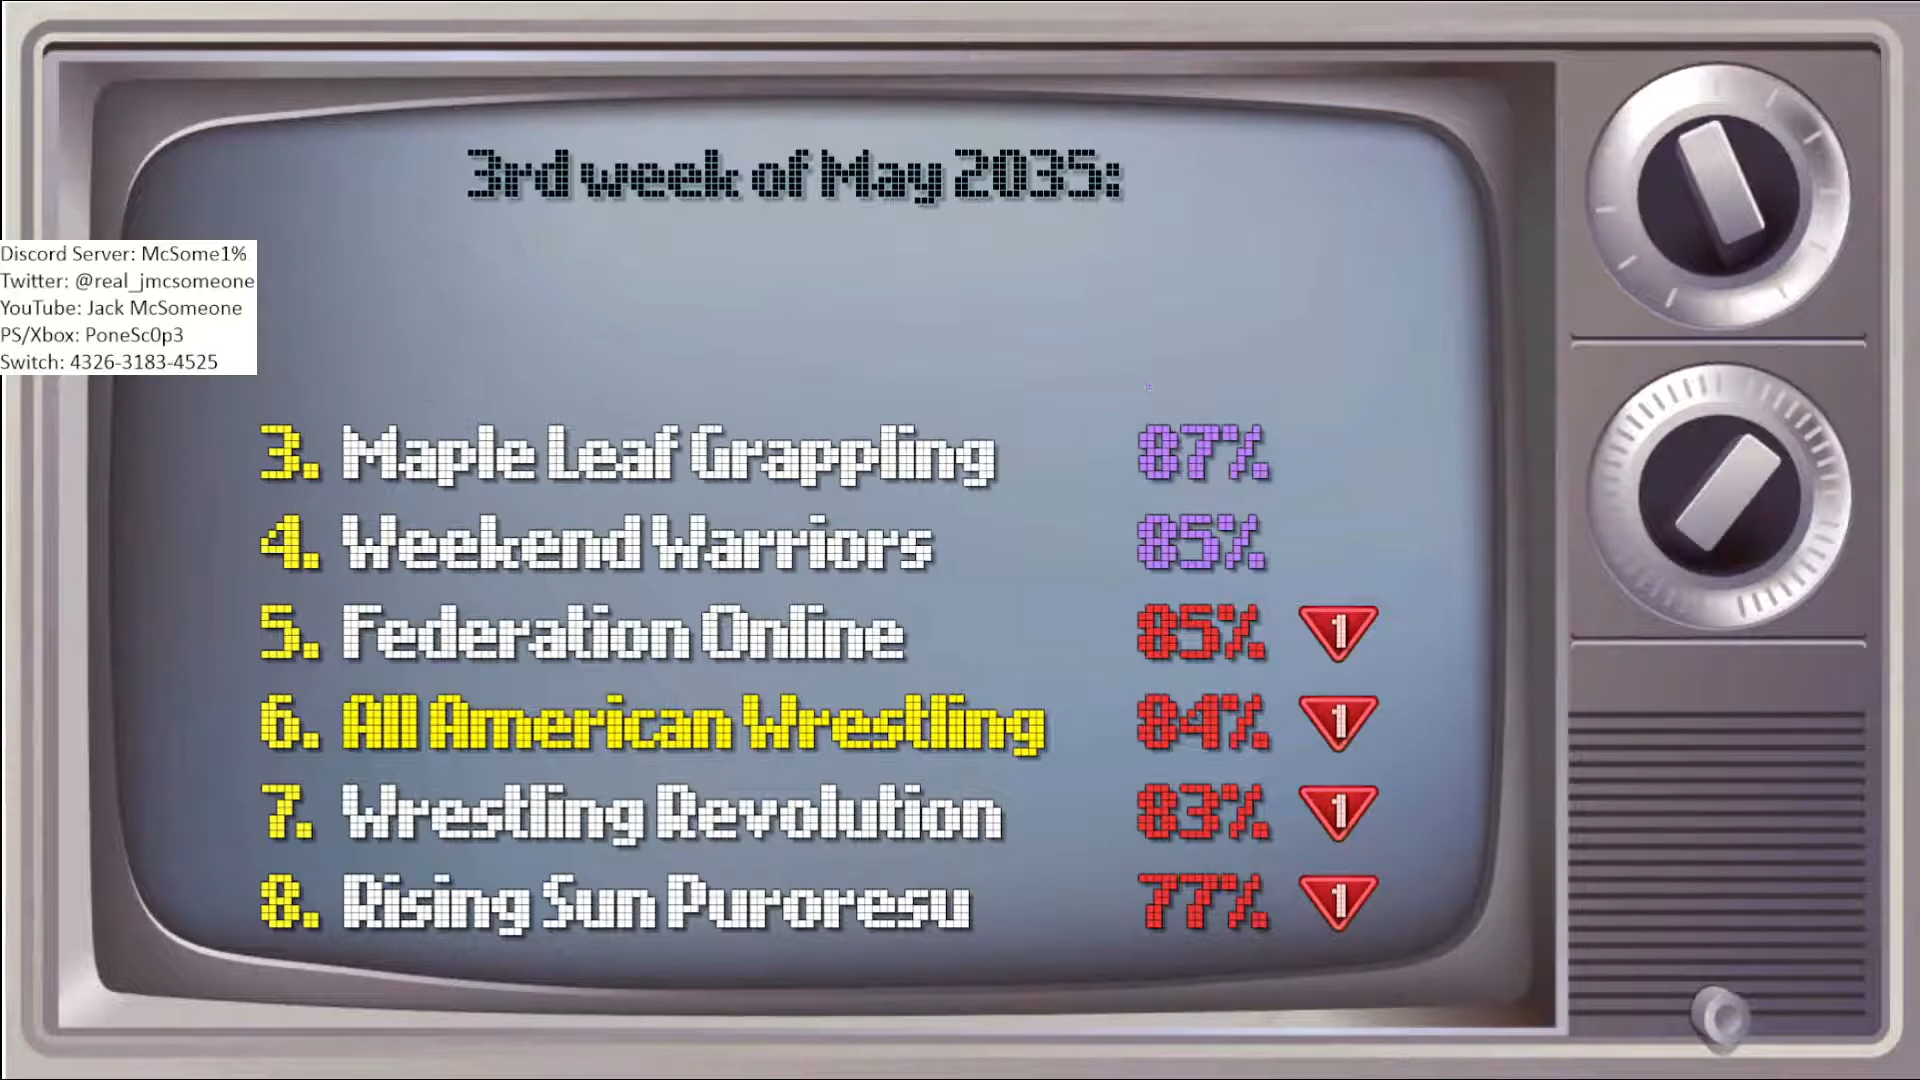 3rd week of May 2035:
Discord Server: McSome1%
Twitter: @real_jmcsomeone
YouTube: Jack McSomeone
PS/Xbox: PoneSc0p3
Switch: 4326-3183-4525
3. Maple Leaf Grappling 87%
4. Weekend Warriors 85%
5. Federation Online 85% 1
6. All American Wrestling 84% 1
7. Wrestling Revolution 83% 1
8. Rising Sun Puroresu 77% 1